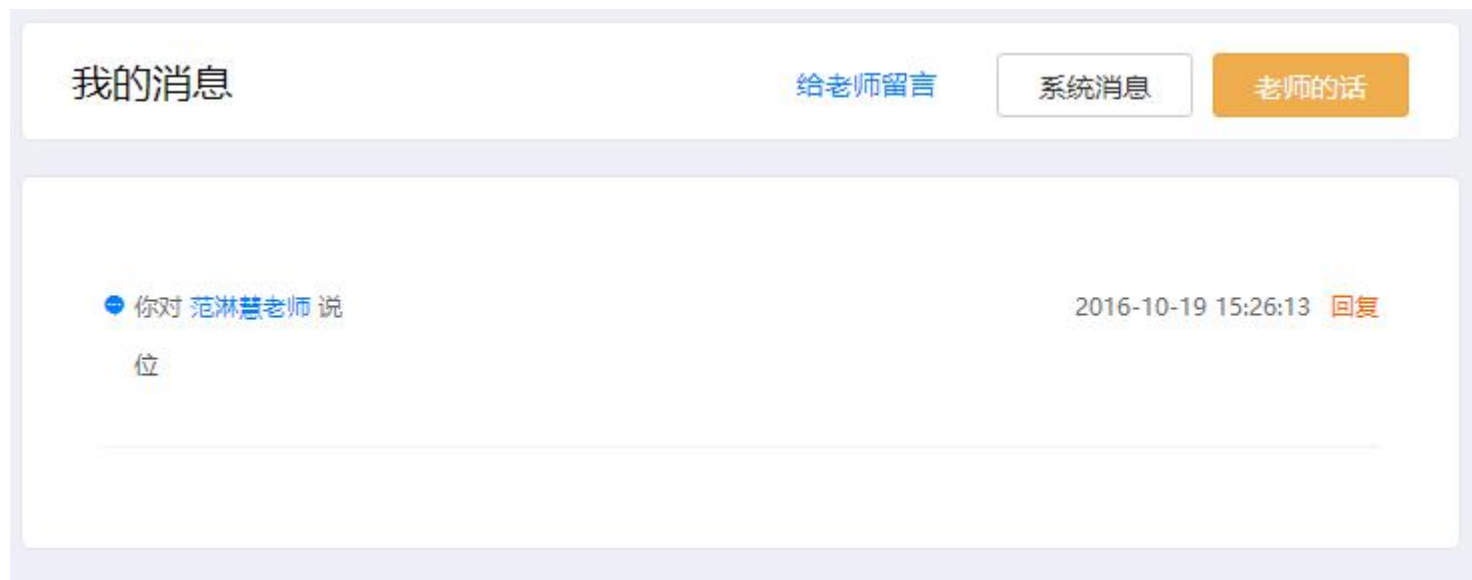 我的消息 给老师留言 系统消息 老师的话
你对 范淋慧老师 说 2016-10-19 15:26:13 回复
位